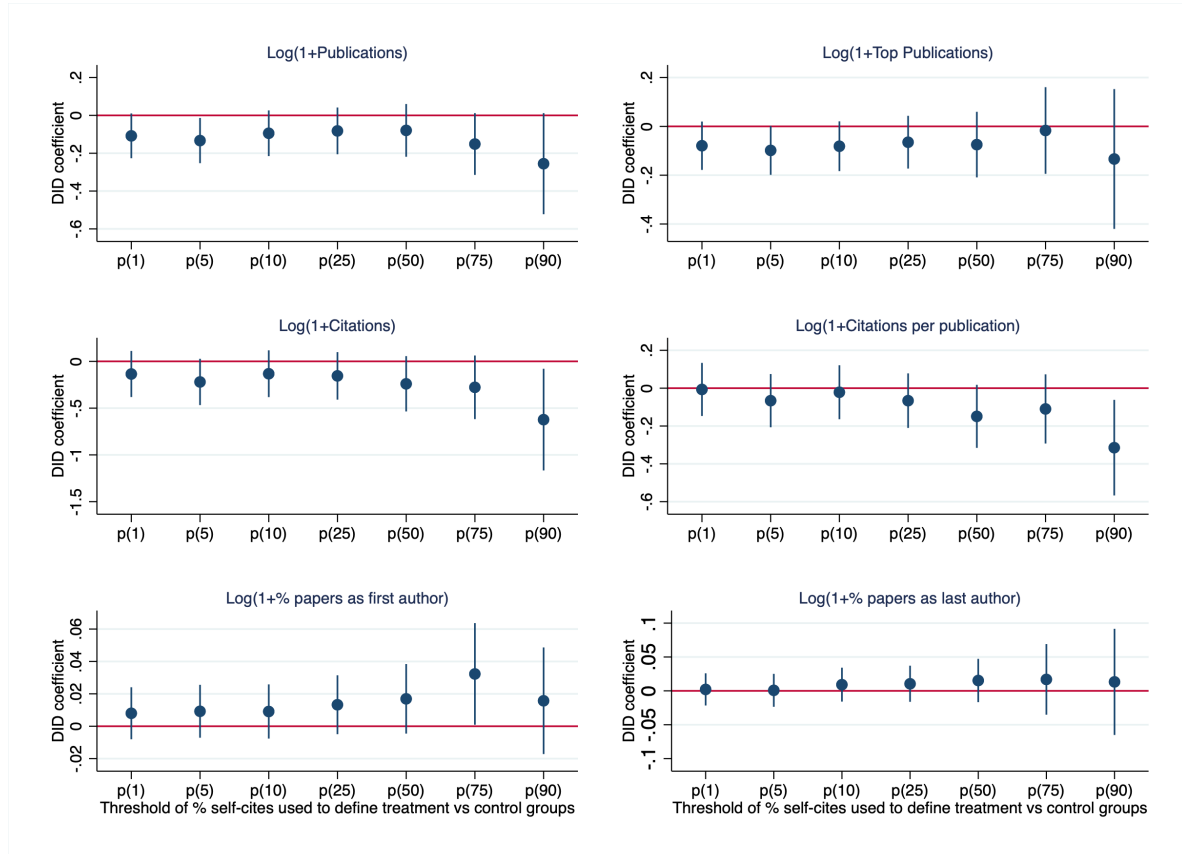 Log(1+Publications)
DID coefficient
.2
0
-.2
-.4
-.6
p(1) p(5) p(10) p(25) p(50) p(75) p(90)
Log(1+Top Publications)
DID coefficient
.2
0
-.2
-.4
p(1) p(5) p(10) p(25) p(50) p(75) p(90)
Log(1+Citations)
DID coefficient
0
-.5
-1
-1.5
p(1) p(5) p(10) p(25) p(50) p(75) p(90)
Log(1+Citations per publication)
DID coefficient
.2
0
-.2
-.4
-.6
p(1) p(5) p(10) p(25) p(50) p(75) p(90)
Log(1+% papers as first author)
DID coefficient
.06
.04
.02
0
-.02
p(1) p(5) p(10) p(25) p(50) p(75) p(90)
Threshold of % self-cites used to define treatment vs control groups
Log(1+% papers as last author)
DID coefficient
.1
.05
0
-.05
-.1
p(1) p(5) p(10) p(25) p(50) p(75) p(90)
Threshold of % self-cites used to define treatment vs control groups